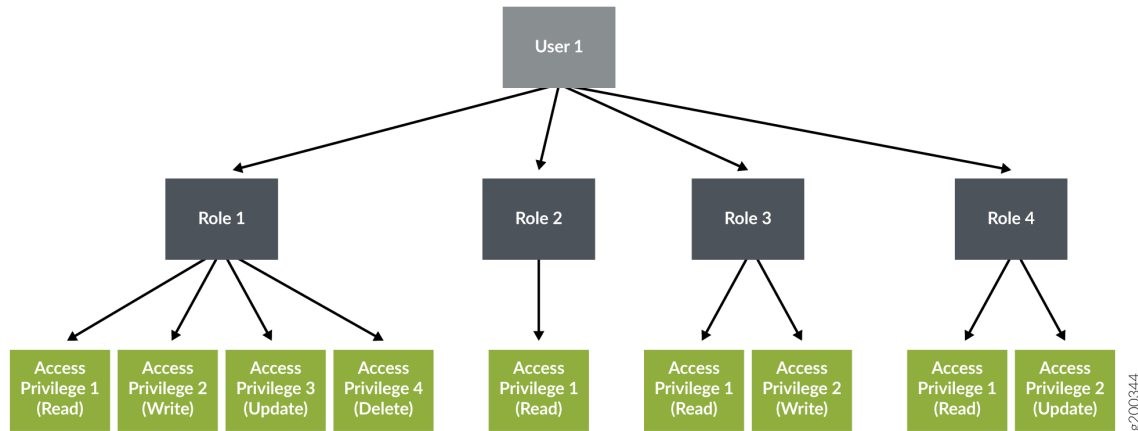 User 1
Role 1
Role 2
Role 3
Role 4
Access
Privilege 1
(Read)
Access
Privilege 2
(Write)
Access
Privilege 3
(Update)
Access
Privilege 4
(Delete)
Access
Privilege 1
(Read)
Access
Privilege 1
(Read)
Access
Privilege 2
(Write)
Access
Privilege 1
(Read)
Access
Privilege 2
(Update)
g200344